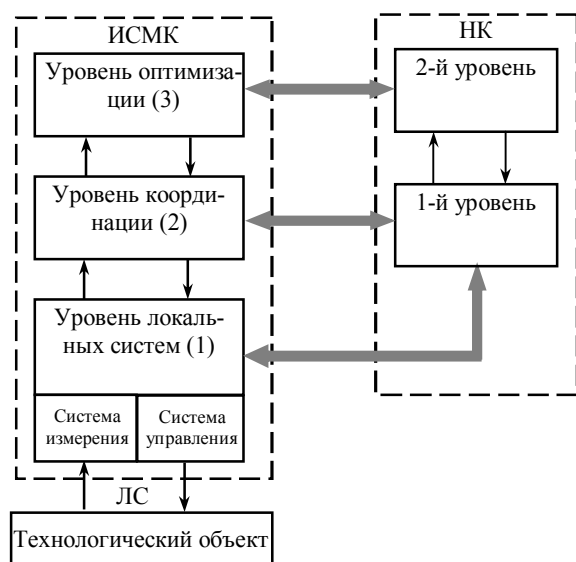 ИСМК
НК
Уровень оптимиза-
ции (3)
2-й уровень
Уровень коорди-
нации (2)
1-й уровень
Уровень локаль-
ных систем (1)
Система
измерения
Система
управления
ЛС
Технологический объект